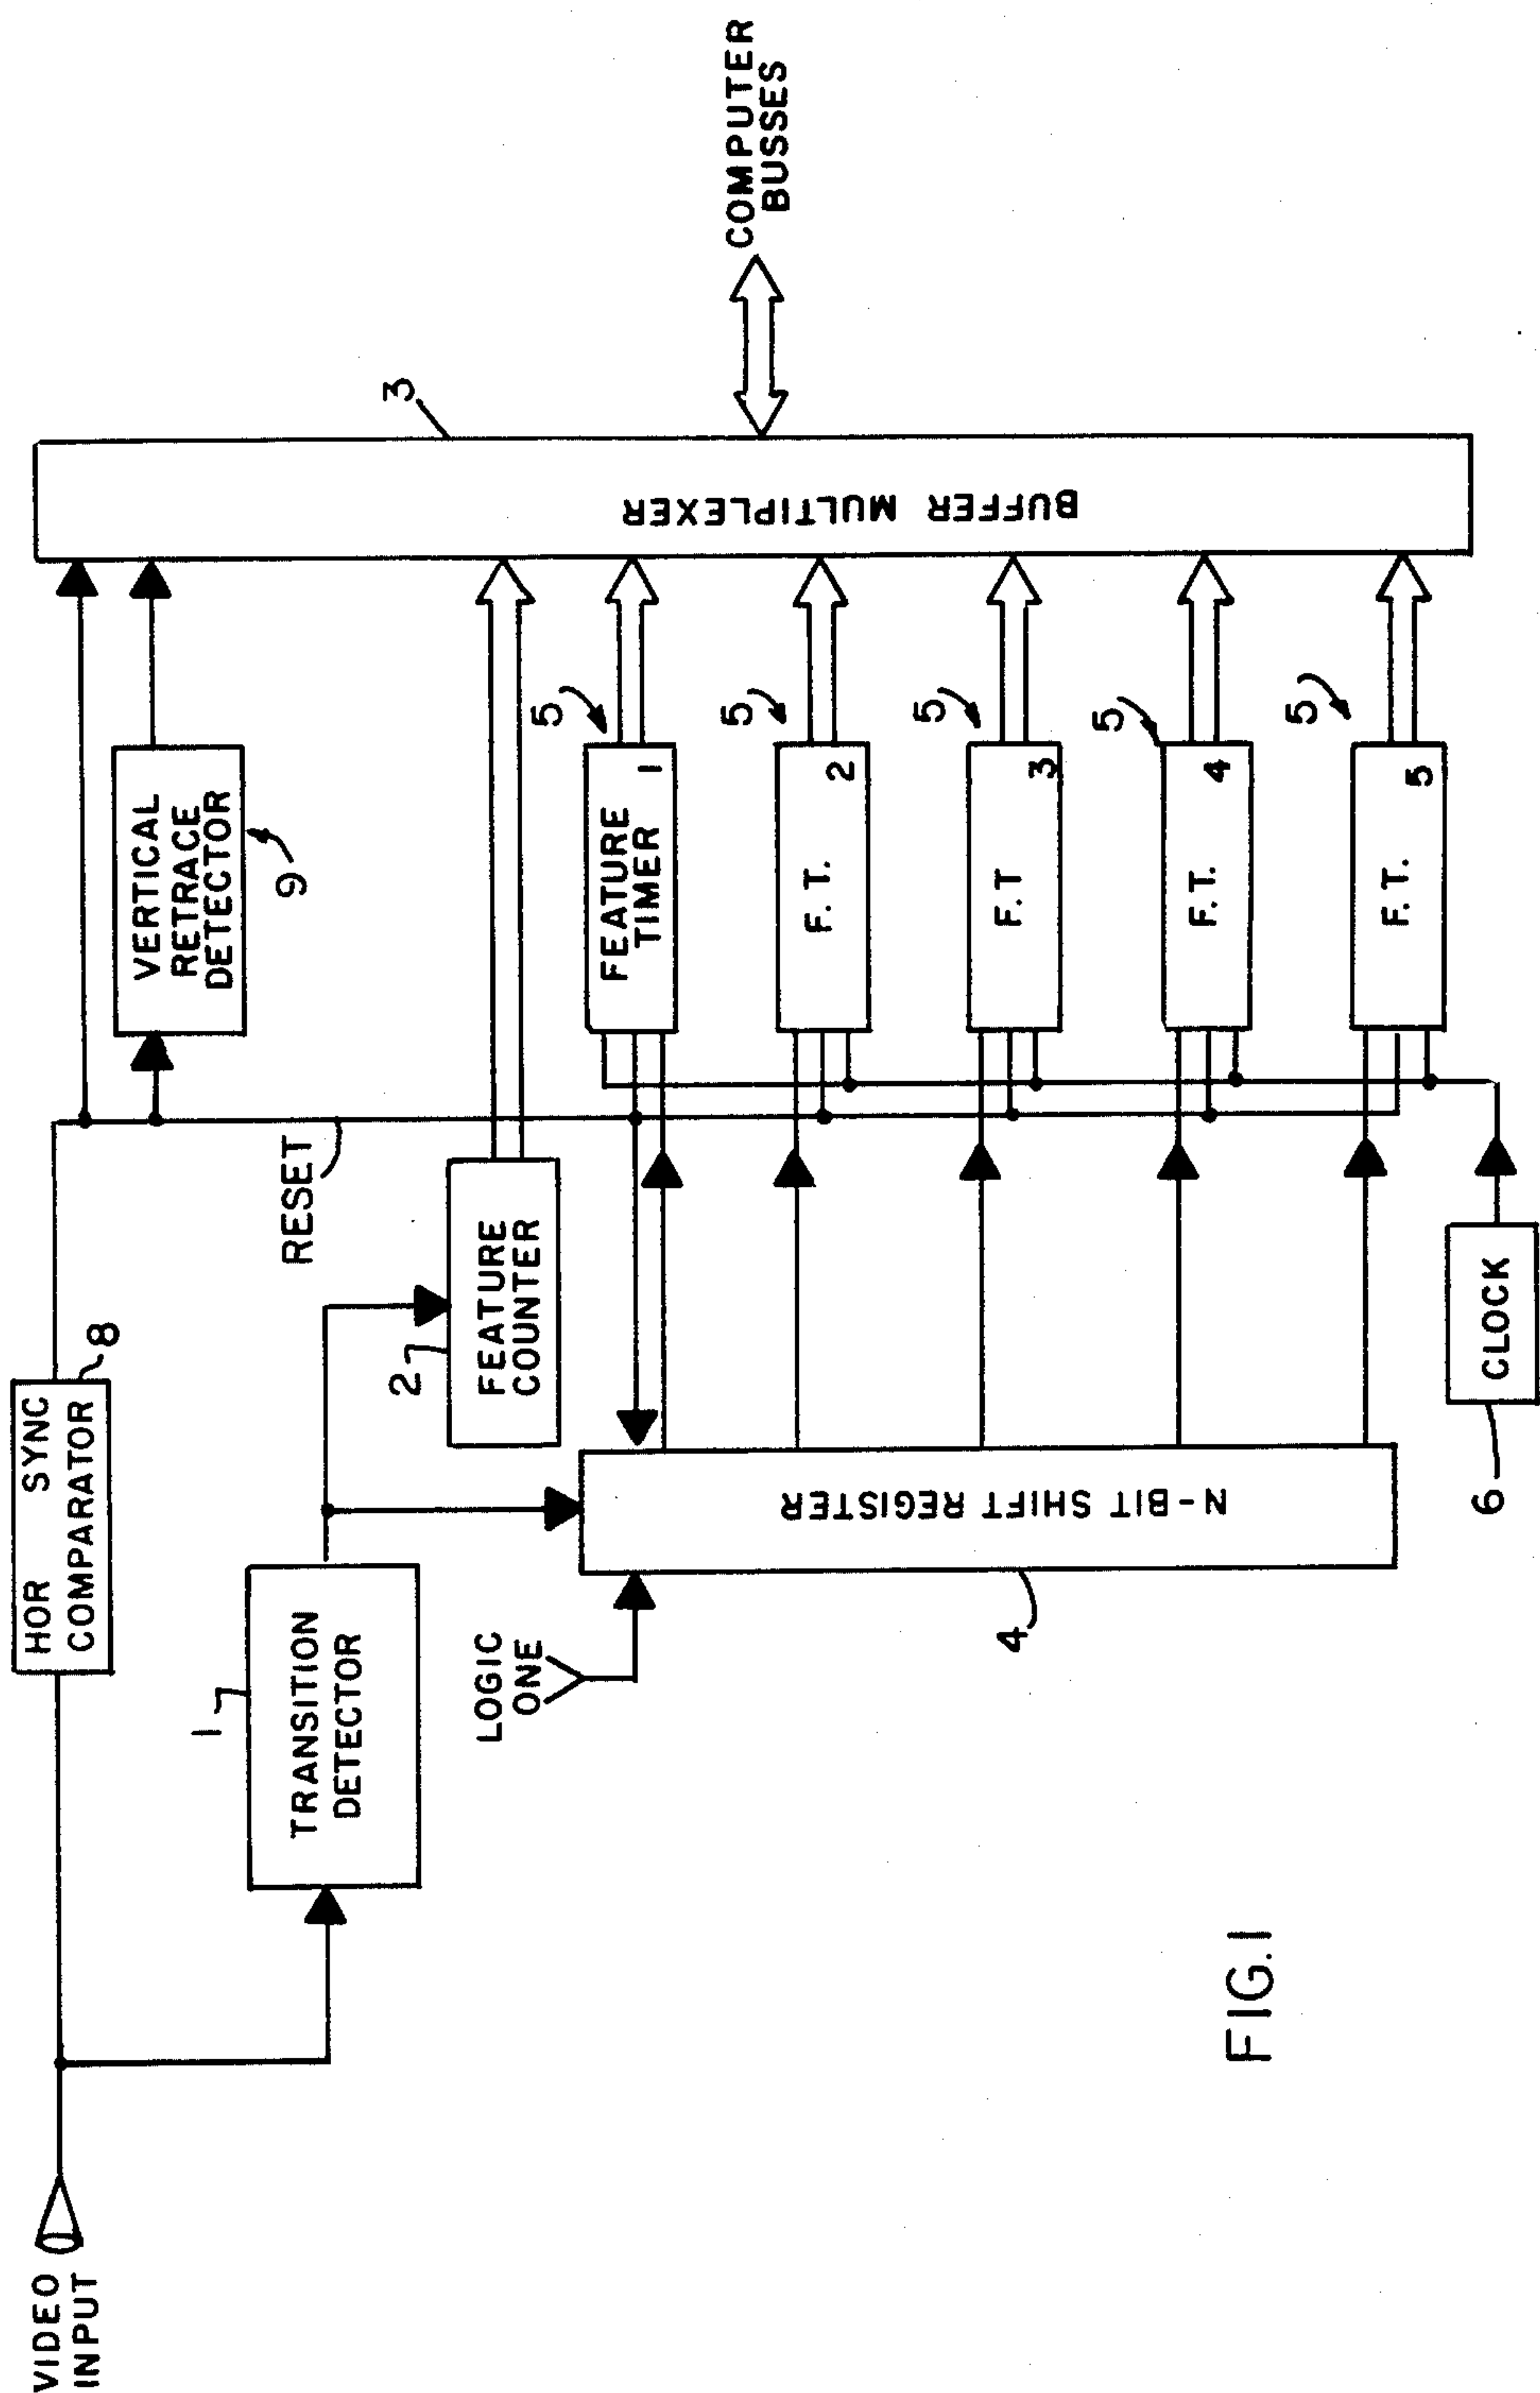 VIDEO
INPUT
HOR SYNC
COMPARATOR
8
1
TRANSITION
DETECTOR
LOGIC
ONE
4
N-BIT SHIFT REGISTER
2
FEATURE
COUNTER
RESET
VERTICAL
RETRACE
DETECTOR
9
FEATURE
TIMER
1
5
F.T.
2
5
F.T
3
5
F.T.
4
5
F.T.
5
5
CLOCK
6
BUFFER MULTIPLEXER
3
COMPUTER
BUSSES
FIG.1